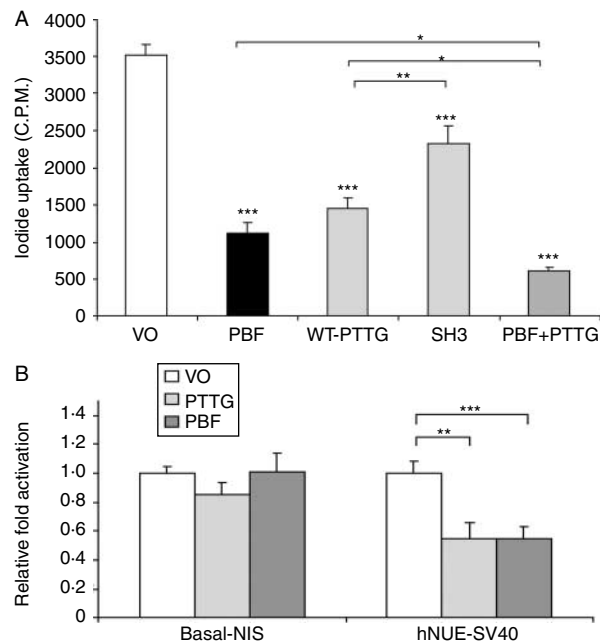 A
Iodide uptake (C.P.M.)
4000
3500
3000
2500
2000
1500
1000
500
0
*
*
**
***
***
***
***
VO
PBF
WT-PTTG
SH3
PBF+PTTG
B
VO
PTTG
PBF
Relative fold activation
1·4
1·2
1·0
0·8
0·6
0·4
0·2
0
***
**
Basal-NIS
hNUE-SV40